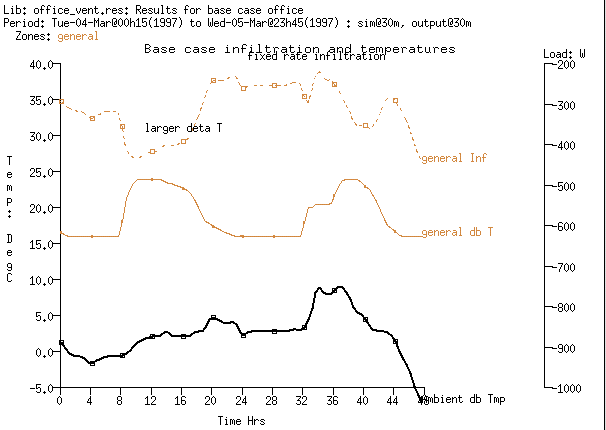 Lib: office_vent.res: Results for base case office
Period: Tue-04-Mar@00h15(1997) to Wed-05-Mar@23h45(1997) : sim@30m, output@30m
Zones: general
Base case infiltration and temperatures
Load: W
fixed rate infiltration
larger deta T
general Inf
general db T
Ambient db Tmp
Temp: DegC
40.0
35.0
30.0
25.0
20.0
15.0
10.0
5.0
0.0
-5.0
-200
-300
-400
-500
-600
-700
-800
-900
-1000
0 4 8 12 16 20 24 28 32 36 40 44 48
Time Hrs